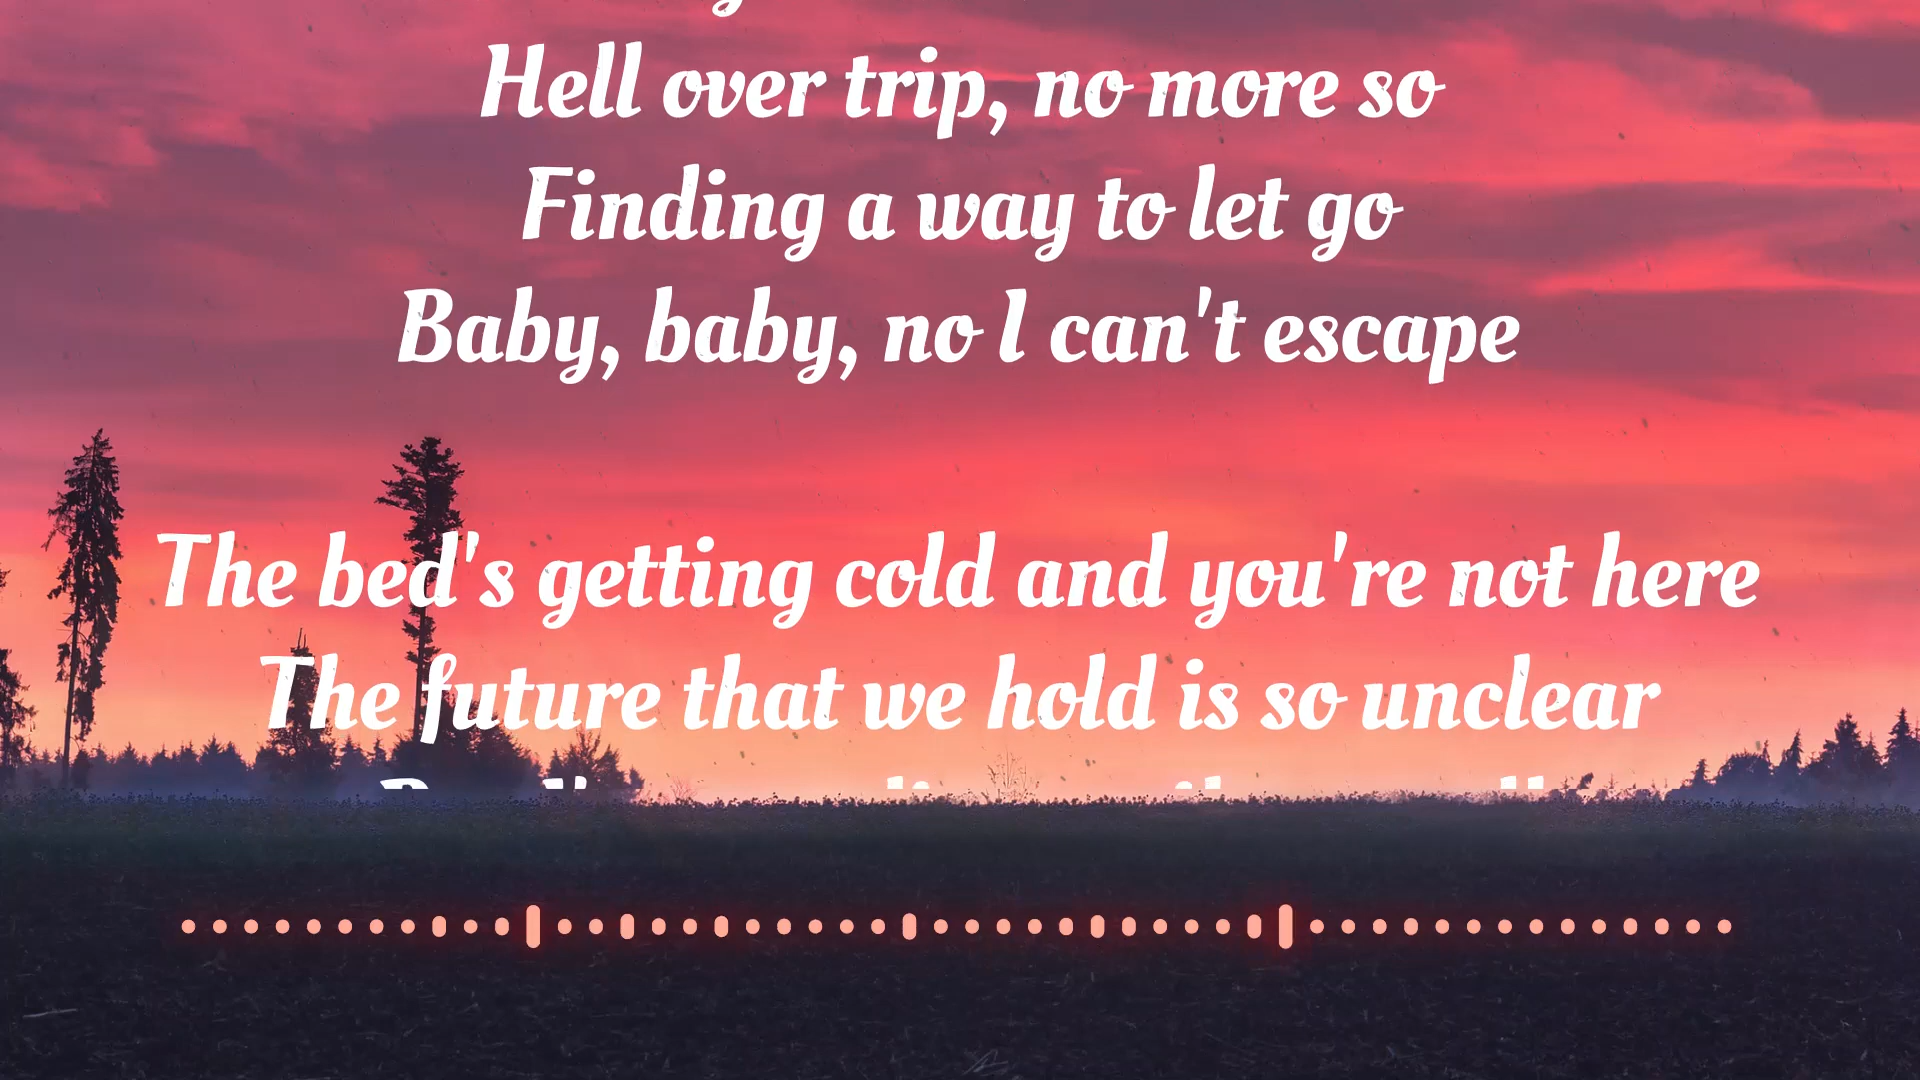 Hell over trip, no more so
Finding a way to let go
Baby, baby, no I can't escape
The bed's getting cold and you're not here
The future that we hold is so unclear